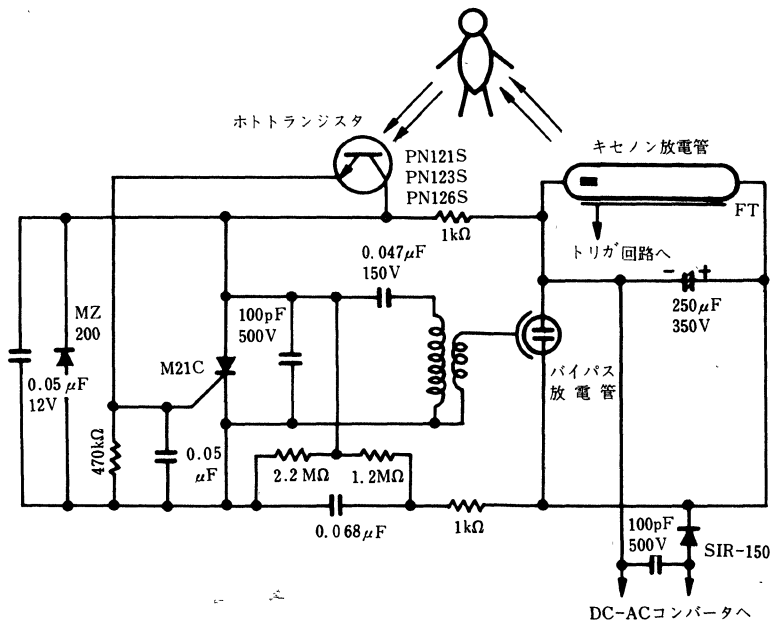 ホトトランジスタ
PN121S
PN123S
PN126S
キセノン放電管
FT
1kΩ
トリガ回路へ
0.047μF
150V
- +
250μF
350V
MZ
200
100pF
500V
M21C
バイパス
放電管
0.05μF
12V
470kΩ
0.05
μF
2.2MΩ
1.2MΩ
0.068μF
1kΩ
100pF
500V
SIR-150
DC-ACコンバータへ